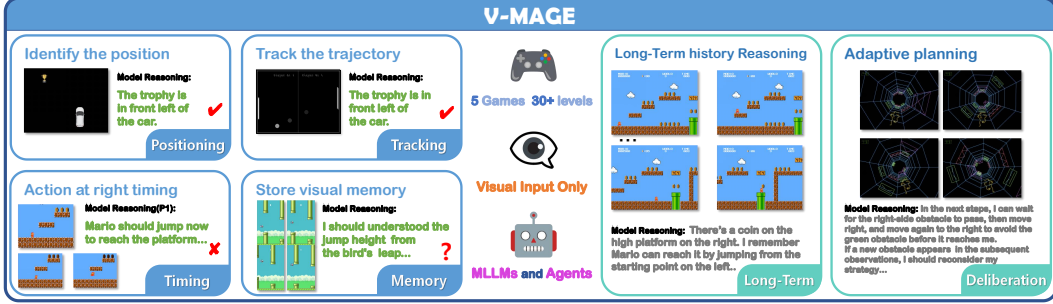 V-MAGE
Identify the position
Model Reasoning:
The trophy is
in front left of
the car.
Positioning
Track the trajectory
Model Reasoning:
The trophy is in
front left of
the car.
Tracking
Action at right timing
Model Reasoning(P1):
Mario should jump now
to reach the platform...
Timing
Store visual memory
Model Reasoning:
I should understood the
jump height from
the bird's leap...
?
Memory
5 Games 30+ levels
Visual Input Only
MLLMs and Agents
Long-Term history Reasoning
...
Model Reasoning: There's a coin on the
high platform on the right. I remember
Mario can reach it by jumping from the
starting point on the left..
Long-Term
Adaptive planning
Model Reasoning: In the next steps, I can wait
for the right-side obstacle to pass, then move
right, and move again to the right to avoid the
green obstacle before it reaches me.
If a new obstacle appears in the subsequent
observations, I should reconsider my
strategy...
Deliberation